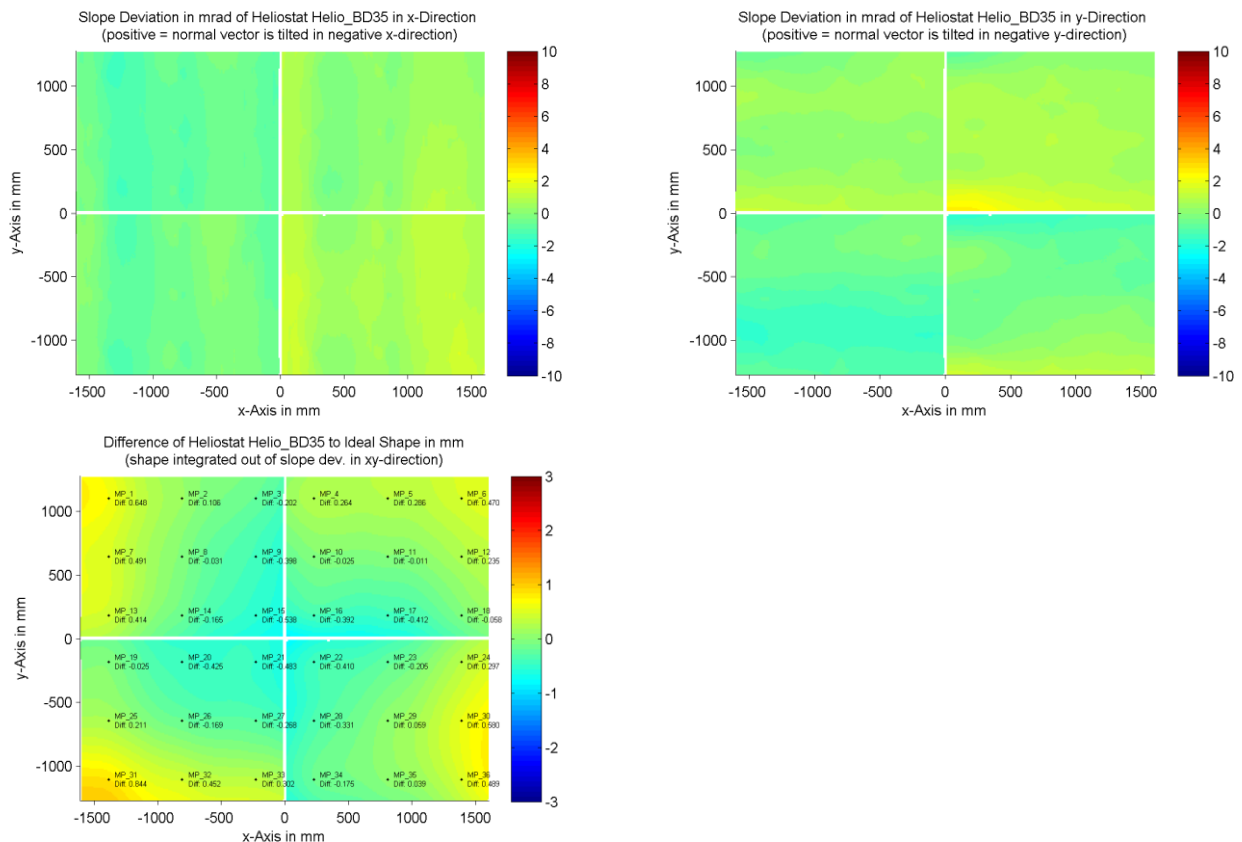 Slope Deviation in mrad of Heliostat Helio_BD35 in x-Direction
(positive = normal vector is tilted in negative x-direction)
1000
500
0
-500
-1000
y-Axis in mm
-1500 -1000 -500 0 500 1000 1500
x-Axis in mm
10
8
6
4
2
0
-2
-4
-6
-8
-10
Slope Deviation in mrad of Heliostat Helio_BD35 in y-Direction
(positive = normal vector is tilted in negative y-direction)
1000
500
0
-500
-1000
y-Axis in mm
-1500 -1000 -500 0 500 1000 1500
x-Axis in mm
10
8
6
4
2
0
-2
-4
-6
-8
-10
Difference of Heliostat Helio_BD35 to Ideal Shape in mm
(shape integrated out of slope dev. in xy-direction)
1000
500
0
-500
-1000
y-Axis in mm
MP_1 MP_2 MP_3 MP_4 MP_5 MP_6
Diff: 0.648 Diff: 0.106 Diff: -0.202 Diff: 0.264 Diff: 0.286 Diff: 0.470
MP_7 MP_8 MP_9 MP_10 MP_11 MP_12
Diff: 0.491 Diff: -0.031 Diff: -0.398 Diff: -0.025 Diff: -0.011 Diff: 0.235
MP_13 MP_14 MP_15 MP_16 MP_17 MP_18
Diff: 0.414 Diff: -0.165 Diff: -0.538 Diff: -0.392 Diff: -0.412 Diff: -0.058
MP_19 MP_20 MP_21 MP_22 MP_23 MP_24
Diff: -0.025 Diff: -0.425 Diff: -0.483 Diff: -0.410 Diff: -0.205 Diff: 0.297
MP_25 MP_26 MP_27 MP_28 MP_29 MP_30
Diff: 0.211 Diff: -0.169 Diff: -0.268 Diff: -0.331 Diff: 0.059 Diff: 0.580
MP_31 MP_32 MP_33 MP_34 MP_35 MP_36
Diff: 0.844 Diff: 0.452 Diff: 0.302 Diff: -0.175 Diff: 0.039 Diff: 0.489
-1500 -1000 -500 0 500 1000 1500
x-Axis in mm
3
2
1
0
-1
-2
-3